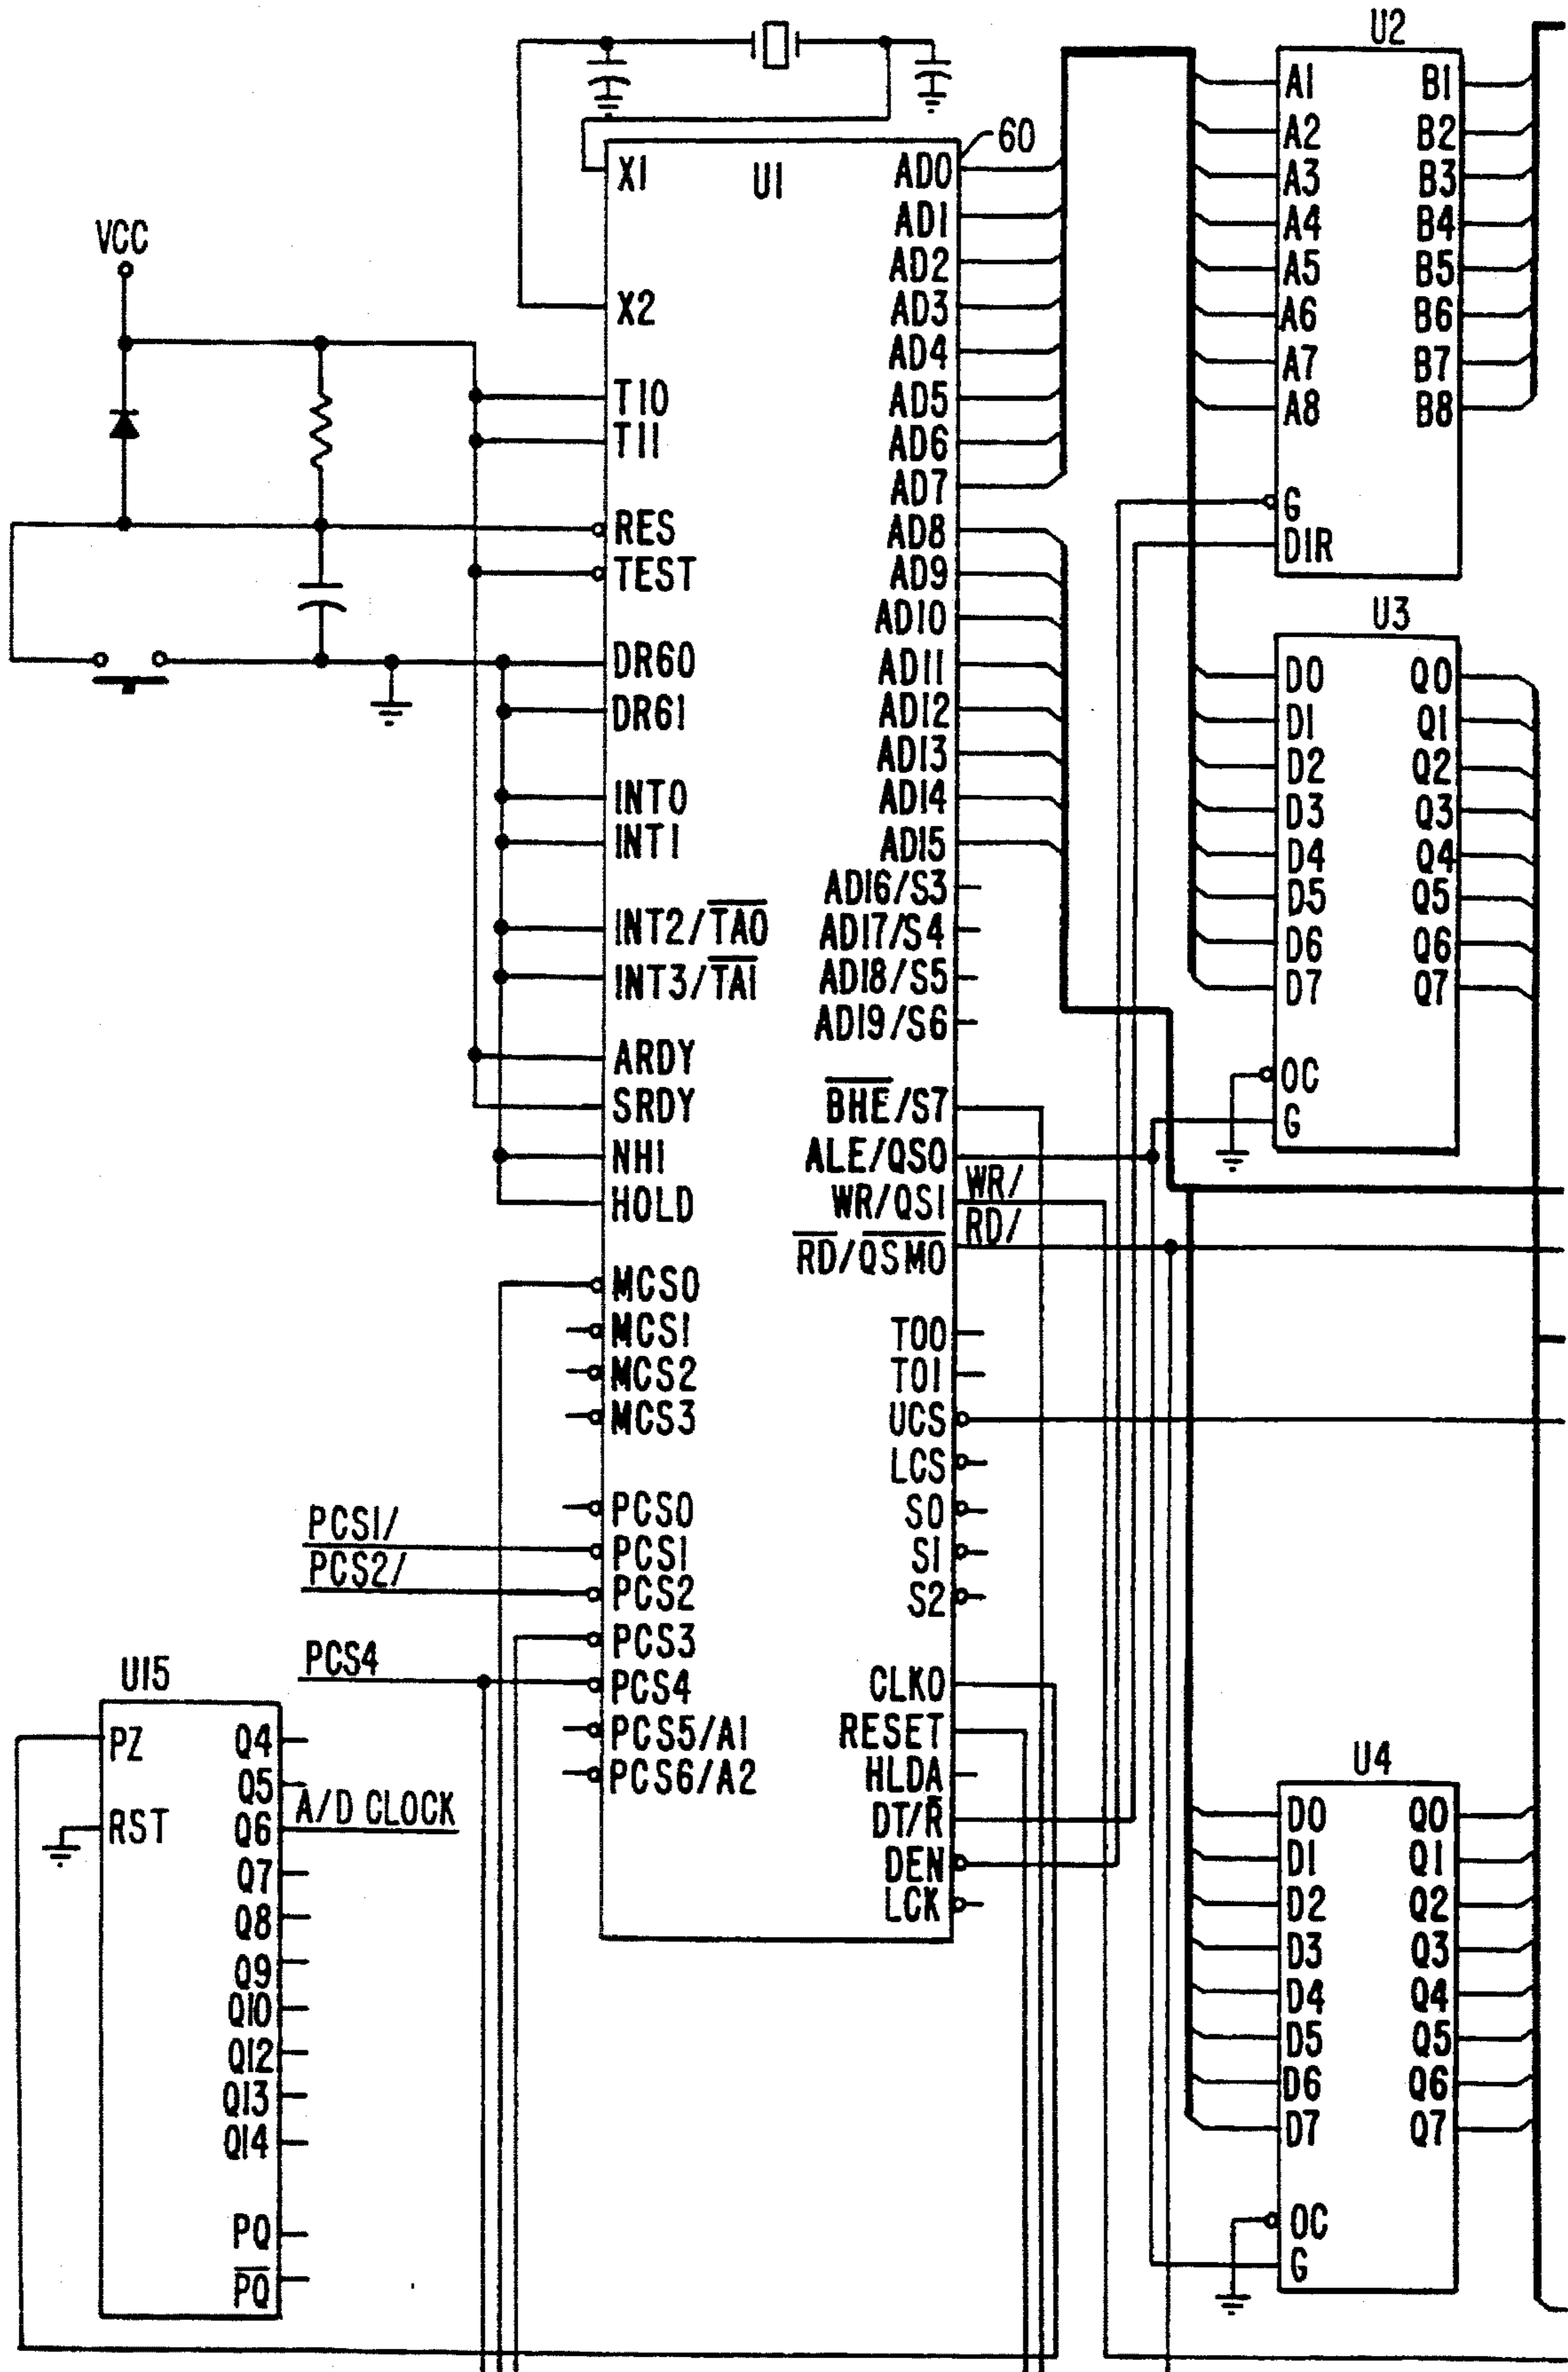 U2
A1 B1
A2 B2
A3 B3
A4 B4
A5 B5
A6 B6
A7 B7
A8 B8
G
DIR
60
U1
X1
X2
TI0
TI1
RES
TEST
DR60
DR61
INT0
INT1
INT2/TA0
INT3/TA1
ARDY
SRDY
NHI
HOLD
MCS0
MCS1
MCS2
MCS3
PCS0
PCS1
PCS2
PCS3
PCS4
PCS5/A1
PCS6/A2
AD0
AD1
AD2
AD3
AD4
AD5
AD6
AD7
AD8
AD9
AD10
AD11
AD12
AD13
AD14
AD15
AD16/S3
AD17/S4
AD18/S5
AD19/S6
BHE/S7
ALE/QS0
WR/QS1
RD/QSM0
WR/
RD/
T00
T01
UCS
LCS
S0
S1
S2
CLKO
RESET
HLDA
DT/R
DEN
LCK
VCC
PCS1/
PCS2/
PCS4
U3
D0 Q0
D1 Q1
D2 Q2
D3 Q3
D4 Q4
D5 Q5
D6 Q6
D7 Q7
OC
G
U15
PZ
RST
Q4
Q5
Q6
A/D CLOCK
Q7
Q8
Q9
Q10
Q12
Q13
Q14
PQ
PQ
U4
D0 Q0
D1 Q1
D2 Q2
D3 Q3
D4 Q4
D5 Q5
D6 Q6
D7 Q7
OC
G